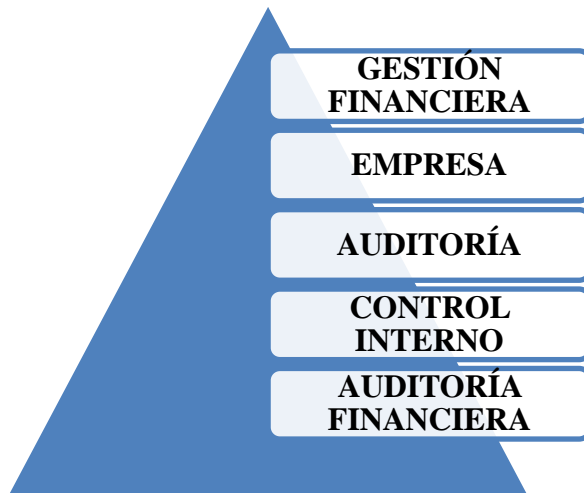 GESTIÓN
FINANCIERA
EMPRESA
AUDITORÍA
CONTROL
INTERNO
AUDITORÍA
FINANCIERA